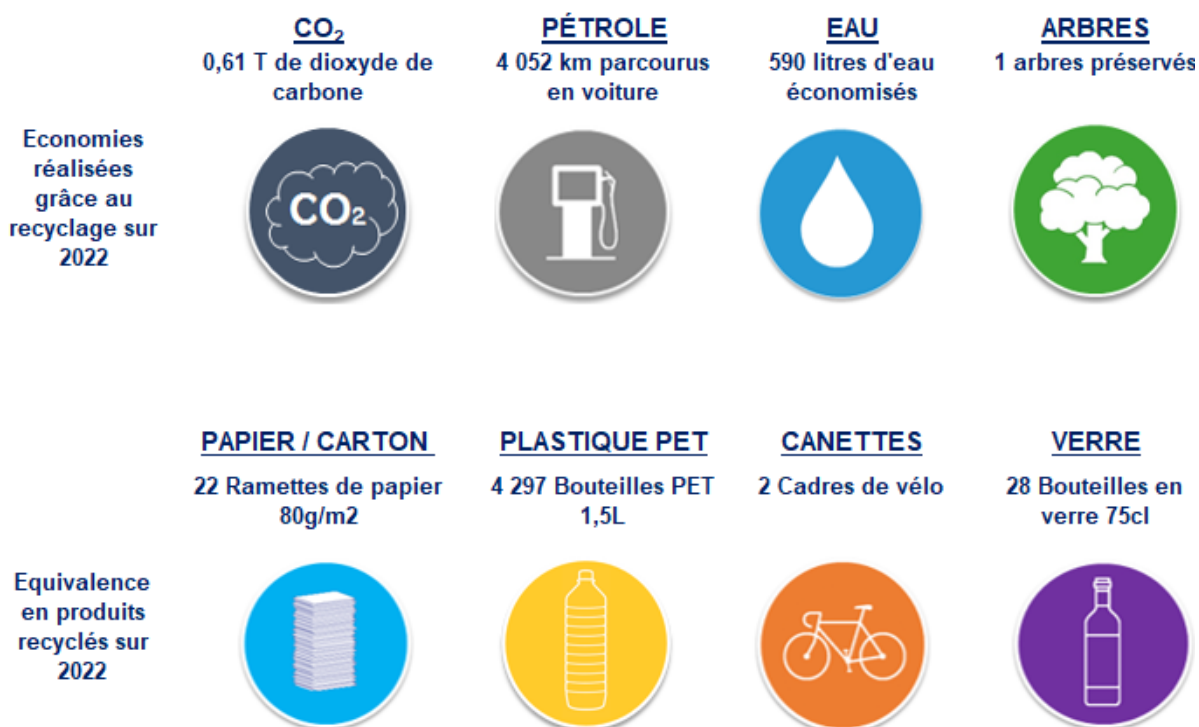 CO₂
0,61 T de dioxyde de
carbone
PÉTROLE
4 052 km parcourus
en voiture
EAU
590 litres d'eau
économisés
ARBRES
1 arbres préservés
Economies
réalisées
grâce au
recyclage sur
2022
CO₂
PAPIER / CARTON
22 Ramettes de papier
80g/m2
PLASTIQUE PET
4 297 Bouteilles PET
1,5L
CANETTES
2 Cadres de vélo
VERRE
28 Bouteilles en
verre 75cl
Equivalence
en produits
recyclés sur
2022